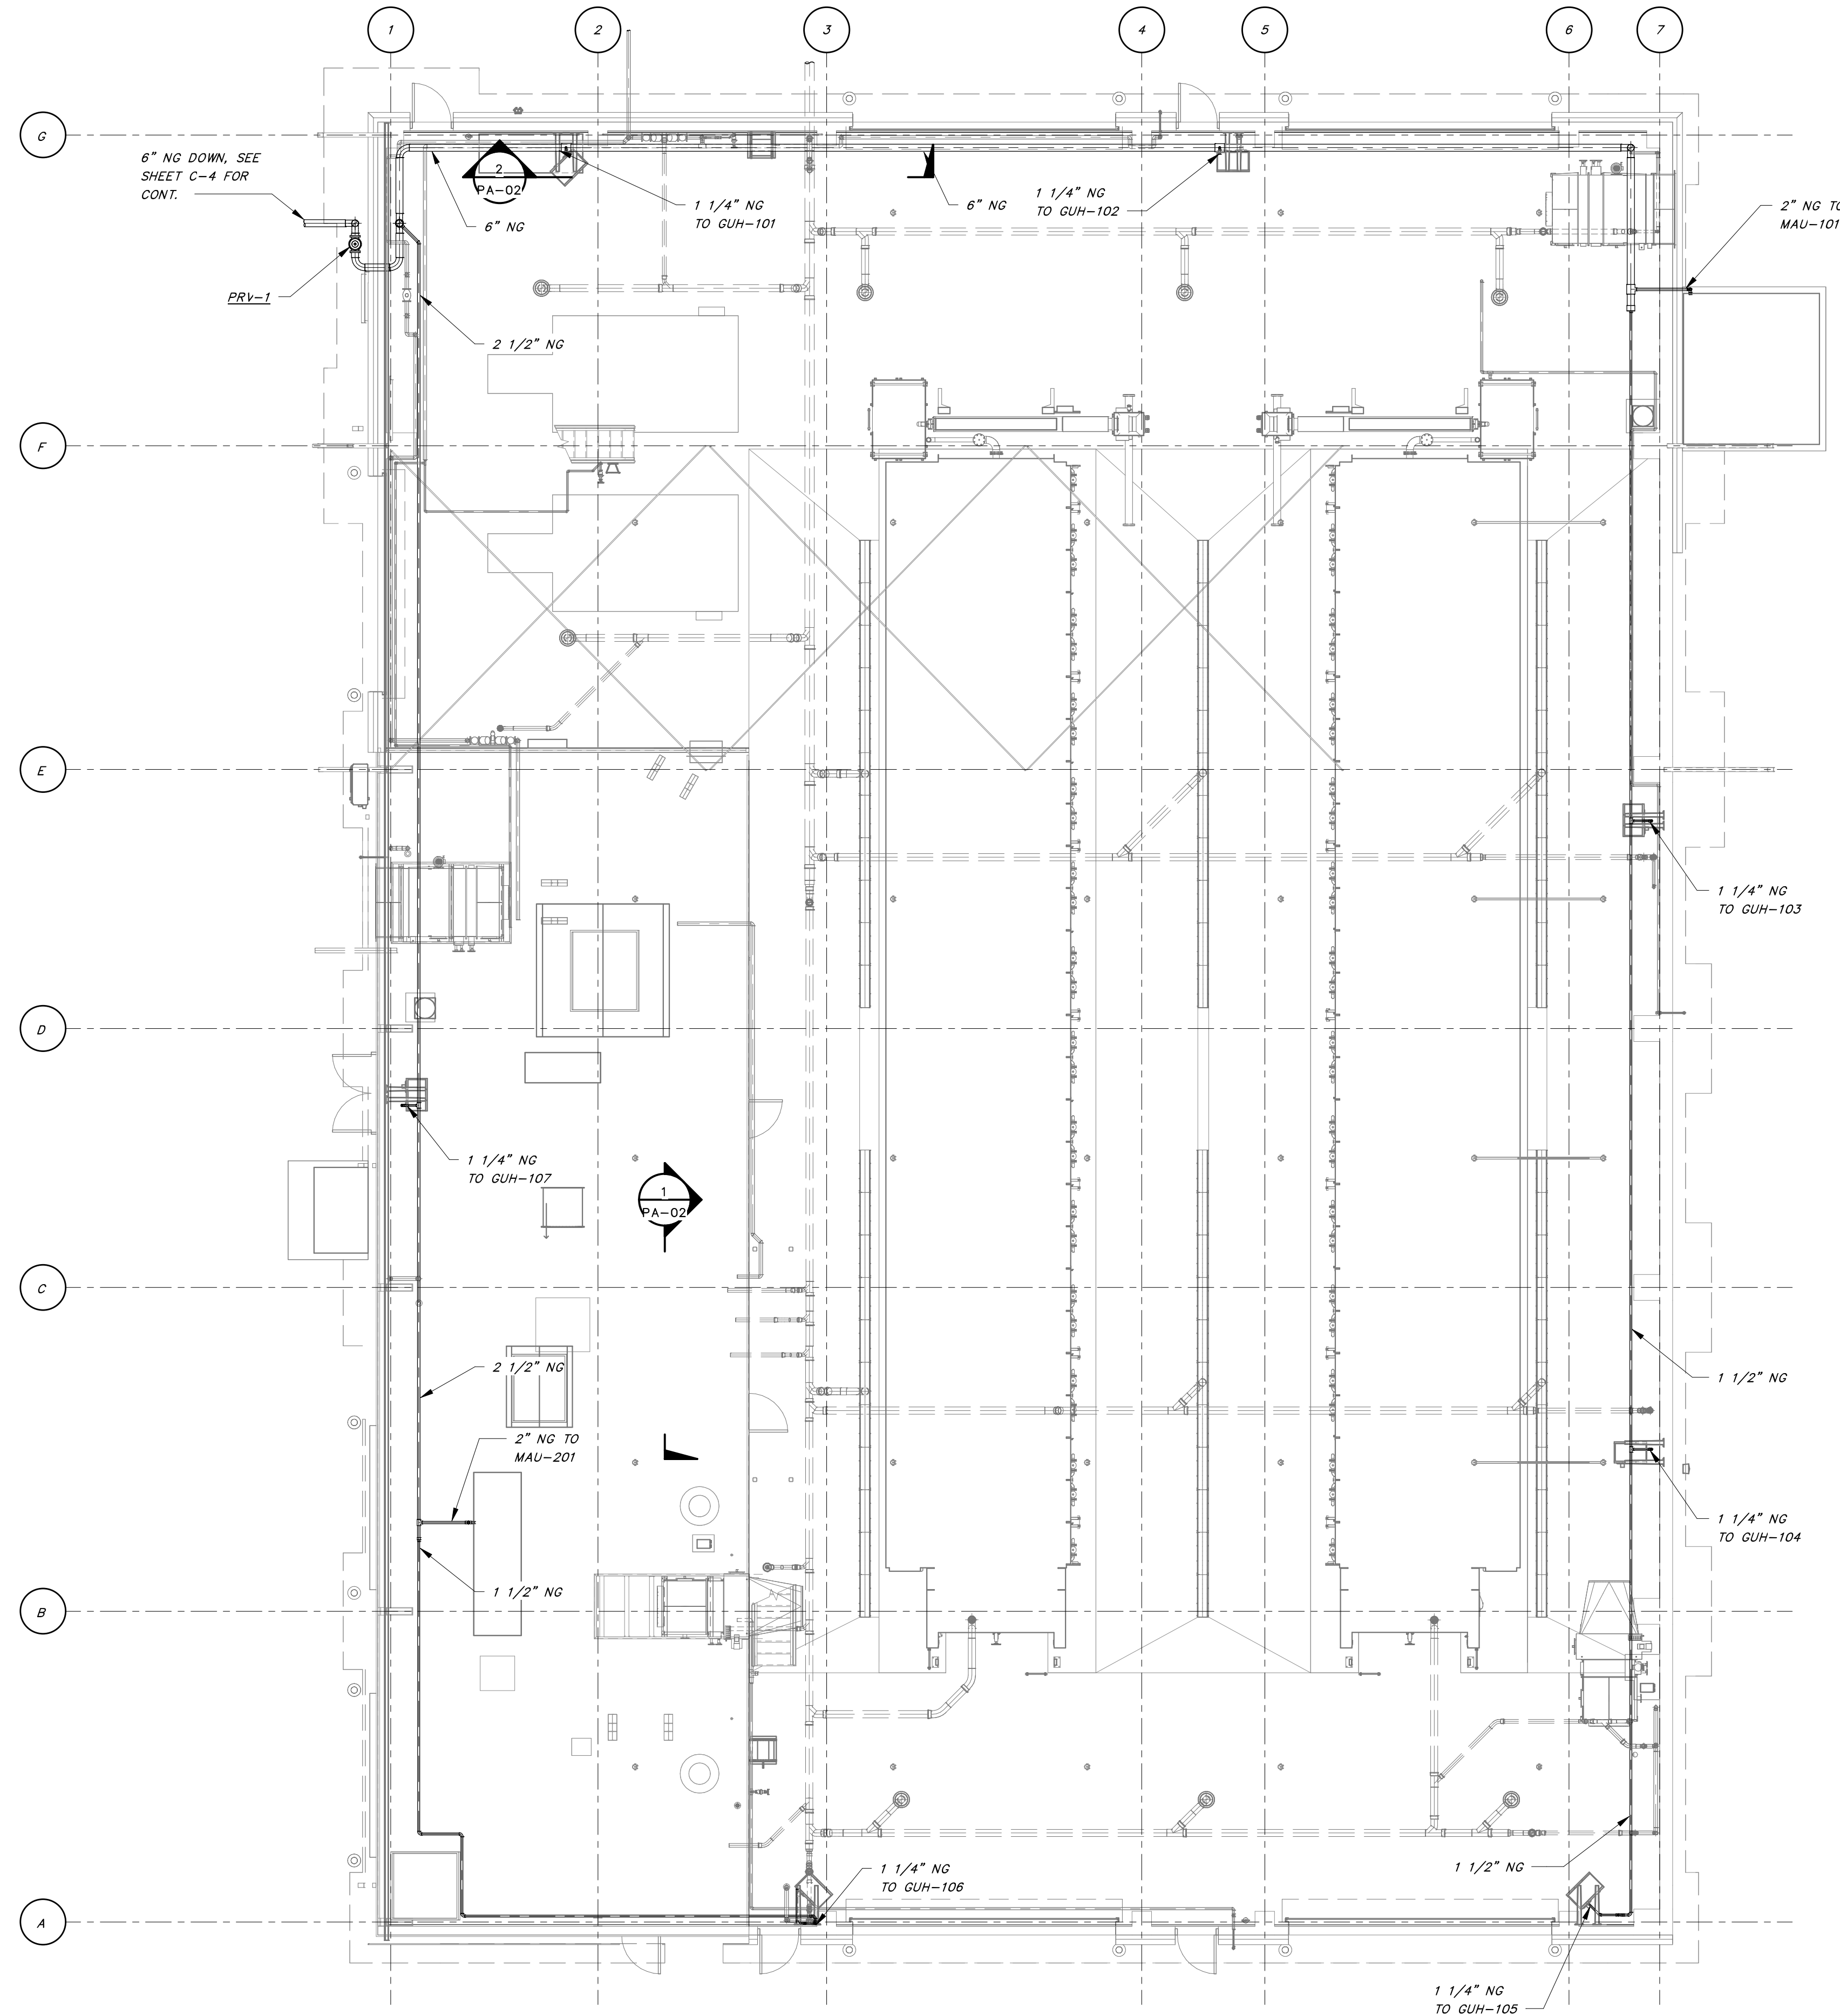 1
2
3
4
5
6
7
G
6" NG DOWN, SEE
SHEET C-4 FOR
CONT.
2
PA-02
1 1/4" NG
TO GUH-101
6" NG
6" NG
1 1/4" NG
TO GUH-102
2" NG TO
MAU-101
PRV-1
2 1/2" NG
F
E
1 1/4" NG
TO GUH-103
D
1 1/4" NG
TO GUH-107
1
PA-02
C
2 1/2" NG
1 1/2" NG
2" NG TO
MAU-201
1 1/4" NG
TO GUH-104
1 1/2" NG
B
1 1/4" NG
TO GUH-106
1 1/2" NG
A
1 1/4" NG
TO GUH-105